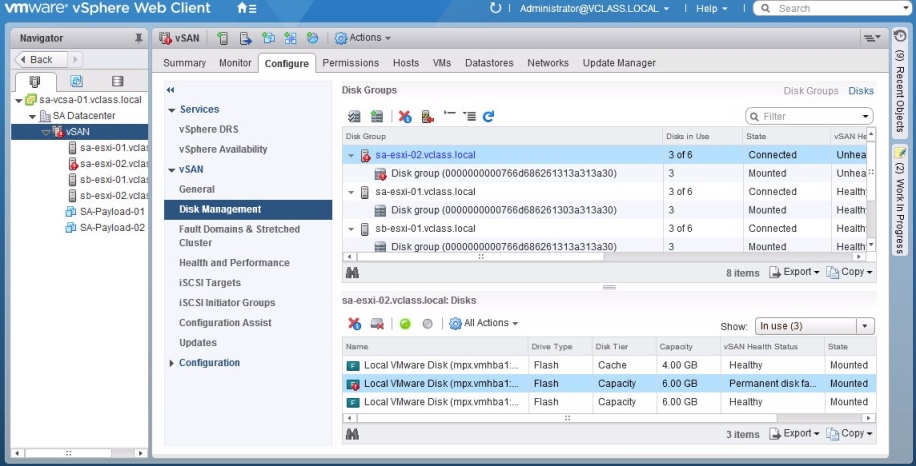 vmware® vSphere Web Client
Administrator@VCLASS.LOCAL
Help
Search
Navigator
Back
sa-vcsa-01.vclass.local
SA Datacenter
vSAN
sa-esxi-01.vclas
sa-esxi-02.vclas
sb-esxi-01.vclas
sb-esxi-02.vclas
SA-Payload-01
SA-Payload-02
vSAN
Actions
Summary Monitor Configure Permissions Hosts VMs Datastores Networks Update Manager
Services
vSphere DRS
vSphere Availability
vSAN
General
Disk Management
Fault Domains & Stretched
Cluster
Health and Performance
iSCSI Targets
iSCSI Initiator Groups
Configuration Assist
Updates
Configuration
Disk Groups
Disk Groups Disks
Filter
Disk Group Disks in Use State vSAN He
sa-esxi-02.vclass.local 3 of 6 Connected Unhea
Disk group (0000000000766d686261313a313a30) 3 Mounted Unhea
sa-esxi-01.vclass.local 3 of 6 Connected Health
Disk group (0000000000766d686261303a313a30) 3 Mounted Health
sb-esxi-01.vclass.local 3 of 6 Connected Health
Disk group (0000000000766d686261313a313a30) 3 Mounted Health
8 items Export Copy
sa-esxi-02.vclass.local: Disks
All Actions
Show: In use (3)
Name Drive Type Disk Tier Capacity vSAN Health Status State
Local VMware Disk (mpx.vmhba1:... Flash Cache 4.00 GB Healthy Mounted
Local VMware Disk (mpx.vmhba1:... Flash Capacity 6.00 GB Permanent disk fa... Mounted
Local VMware Disk (mpx.vmhba1:... Flash Capacity 6.00 GB Healthy Mounted
3 items Export Copy
(9) Recent Objects
(2) Work In Progress